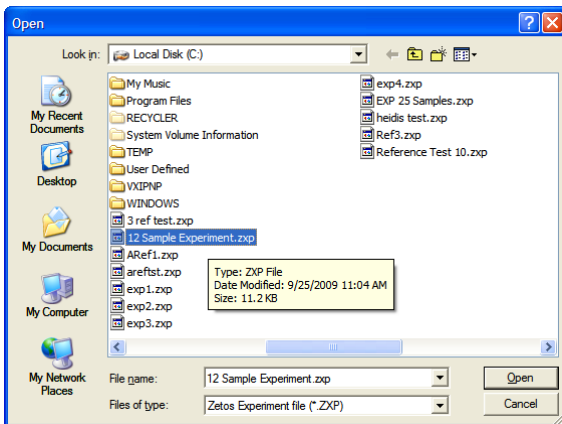 Open
Look in:
Local Disk (C:)
My Recent
Documents
Desktop
My Documents
My Computer
My Network
Places
My Music
Program Files
RECYCLER
System Volume Information
TEMP
User Defined
VXIPNP
WINDOWS
3 ref test.zxp
12 Sample Experiment.zxp
ARef1.zxp
areftst.zxp
exp1.zxp
exp2.zxp
exp3.zxp
exp4.zxp
EXP 25 Samples.zxp
heidis test.zxp
Ref3.zxp
Reference Test 10.zxp
Type: ZXP File
Date Modified: 9/25/2009 11:04 AM
Size: 11.2 KB
File name:
12 Sample Experiment.zxp
Open
Files of type:
Zetos Experiment file (*.ZXP)
Cancel